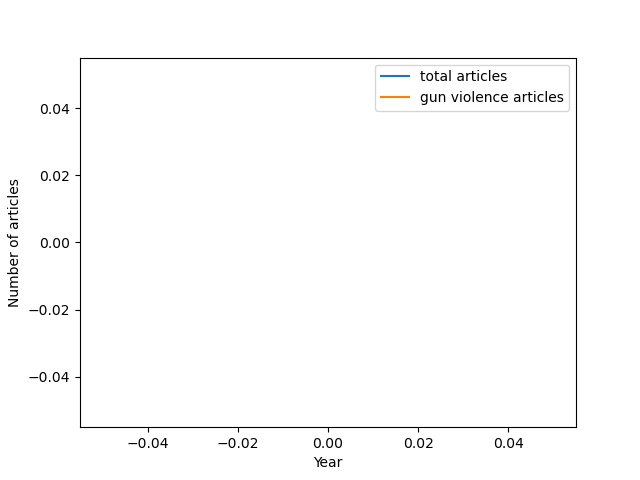 total articles
gun violence articles
0.04
0.02
0.00
−0.02
−0.04
Number of articles
−0.04 −0.02 0.00 0.02 0.04
Year